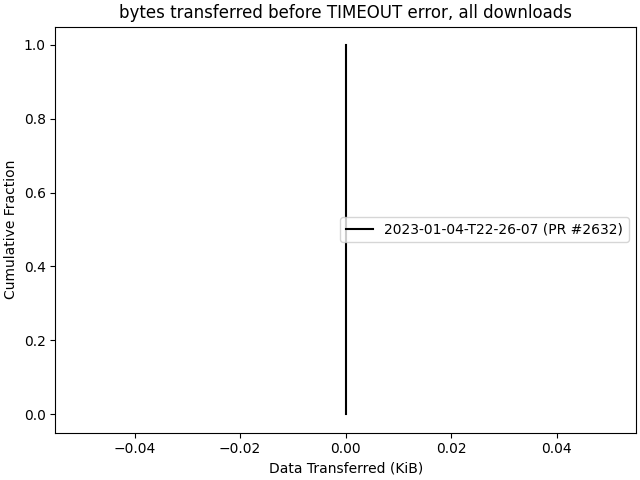 bytes transferred before TIMEOUT error, all downloads
1.0
0.8
0.6
0.4
0.2
0.0
Cumulative Fraction
2023-01-04-T22-26-07 (PR #2632)
−0.04
−0.02
0.00
0.02
0.04
Data Transferred (KiB)